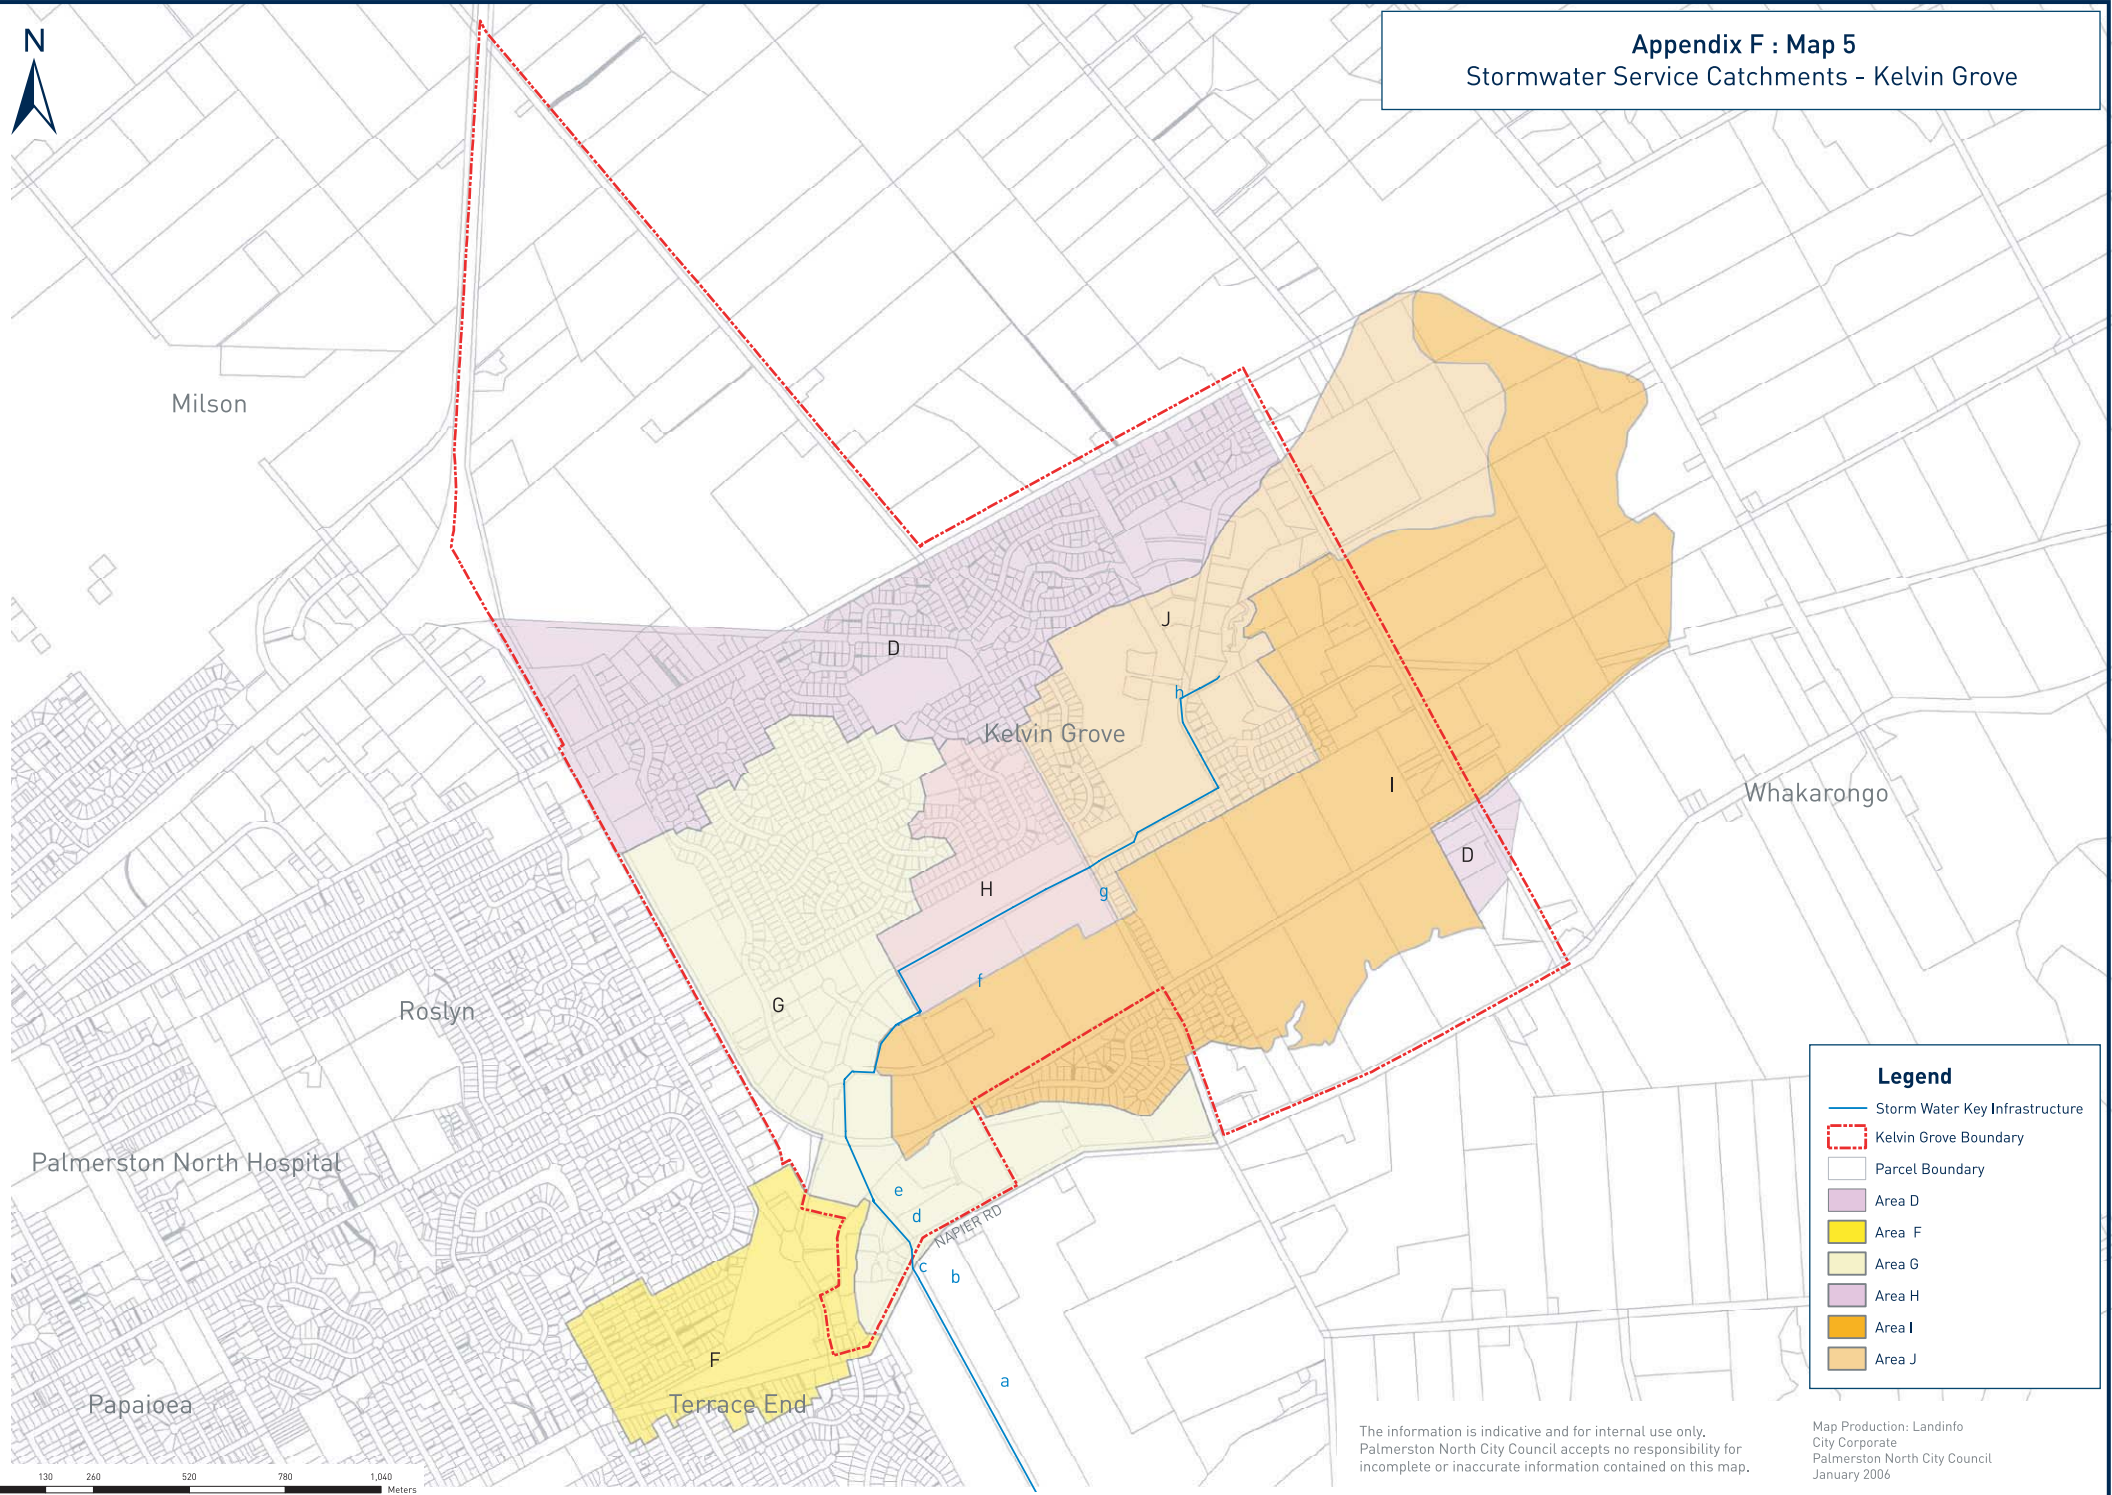 N
Appendix F : Map 5
Stormwater Service Catchments - Kelvin Grove
Milson
J
D
h
Kelvin Grove
I
Whakarongo
D
H
g
f
G
Roslyn
Palmerston North Hospital
e
d
NAPIER RD
c
b
F
a
Terrace End
Papaioea
Legend
Storm Water Key Infrastructure
Kelvin Grove Boundary
Parcel Boundary
Area D
Area F
Area G
Area H
Area I
Area J
The information is indicative and for internal use only.
Palmerston North City Council accepts no responsibility for
incomplete or inaccurate information contained on this map.
Map Production: Landinfo
City Corporate
Palmerston North City Council
January 2006
130 260 520 780 1,040
Meters